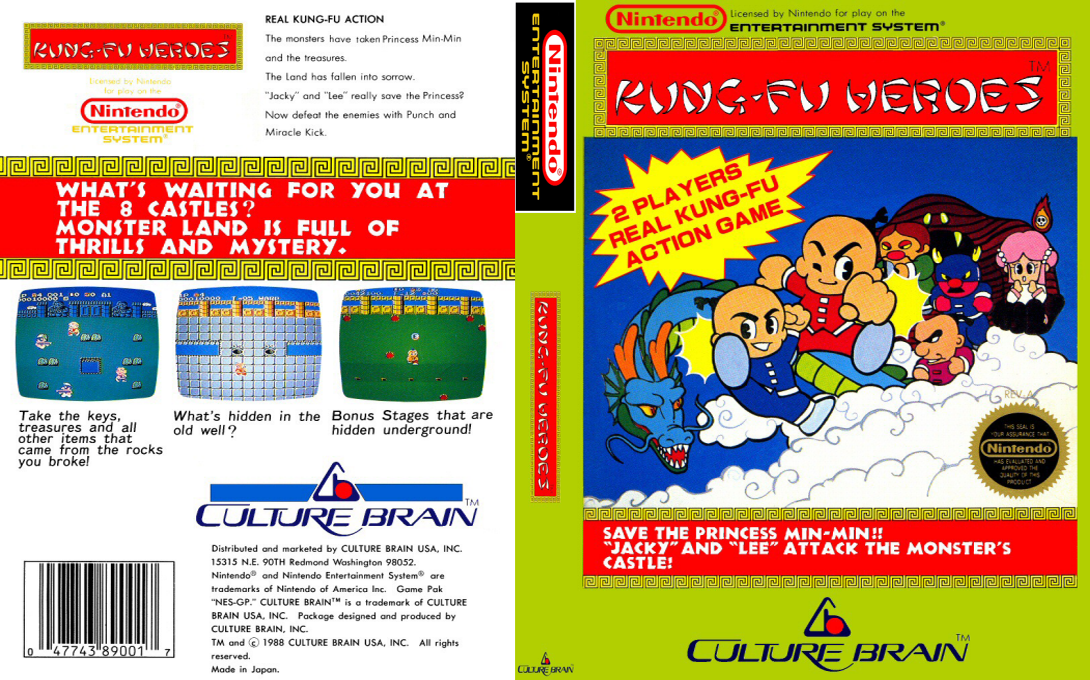 KUNG-FU HEROES
TM
Licensed by Nintendo
for play on the
Nintendo®
ENTERTAINMENT
SYSTEM®
REAL KUNG-FU ACTION
The monsters have taken Princess Min-Min
and the treasures.
The Land has fallen into sorrow.
"Jacky" and "Lee" really save the Princess?
Now defeat the enemies with Punch and
Miracle Kick.
WHAT'S WAITING FOR YOU AT
THE 8 CASTLES?
MONSTER LAND IS FULL OF
THRILLS AND MYSTERY.
Take the keys,
treasures and all
other items that
came from the rocks
you broke!
What's hidden in the
old well?
Bonus Stages that are
hidden underground!
CULTURE BRAIN
TM
Distributed and marketed by CULTURE BRAIN USA, INC.
15315 N.E. 90TH Redmond Washington 98052.
Nintendo® and Nintendo Entertainment System® are
trademarks of Nintendo of America Inc. Game Pak
"NES-GP." CULTURE BRAIN™ is a trademark of CULTURE
BRAIN USA, INC. Package designed and produced by
CULTURE BRAIN, INC.
TM and © 1988 CULTURE BRAIN USA, INC. All rights
reserved.
Made in Japan.
0 47743 89001 7
Nintendo®
ENTERTAINMENT
SYSTEM®
KUNG-FU HEROES
CULTURE BRAIN
Nintendo®
Licensed by Nintendo for play on the
ENTERTAINMENT SYSTEM®
KUNG-FU HEROES
TM
2 PLAYERS
REAL KUNG-FU
ACTION GAME
REV-A
THIS SEAL IS
YOUR ASSURANCE THAT
Nintendo
HAS EVALUATED AND
APPROVED THE
QUALITY OF THIS
PRODUCT
SAVE THE PRINCESS MIN-MIN!!
"JACKY" AND "LEE" ATTACK THE MONSTER'S
CASTLE!
CULTURE BRAIN
TM